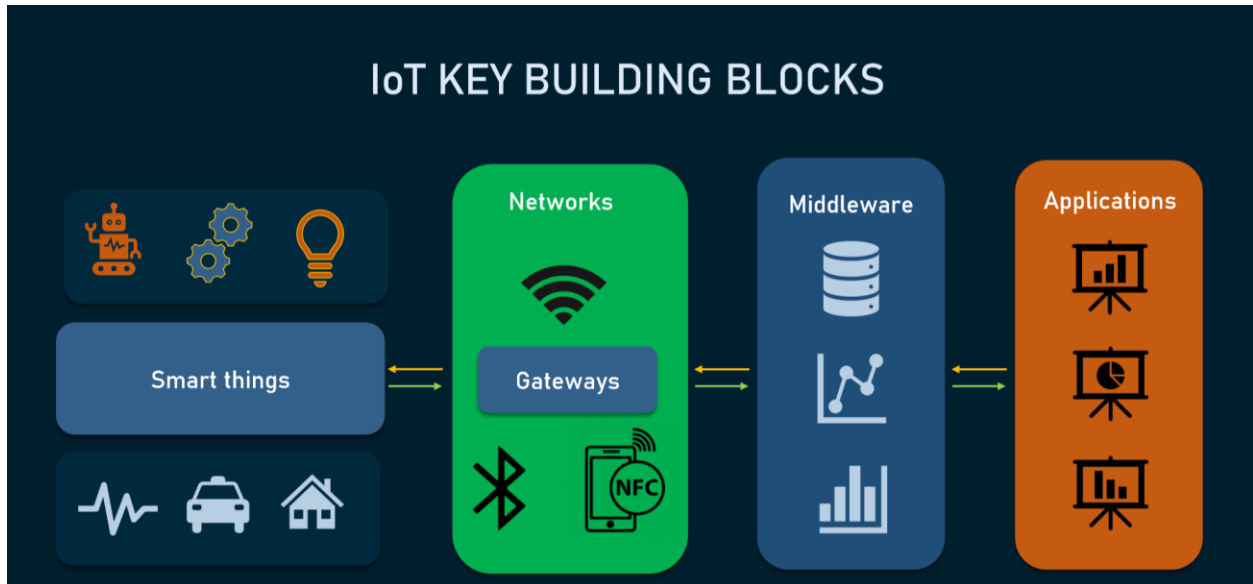 IoT KEY BUILDING BLOCKS
Networks
Middleware
Applications
Smart things
Gateways
NFC